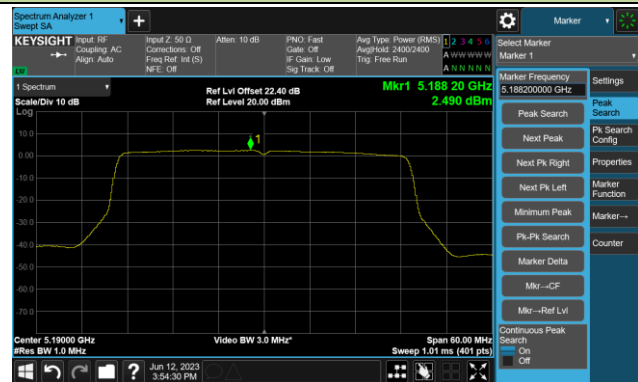 Spectrum Analyzer 1
Swept SA
Marker
KEYSIGHT
Input: RF
Coupling: AC
Align: Auto
Input Z: 50 Ω
Corrections: Off
Freq Ref: Int (S)
NFE: Off
Atten: 10 dB
PNO: Fast
Gate: Off
IF Gain: Low
Sig Track: Off
Avg Type: Power (RMS)
Avg|Hold: 2400/2400
Trig: Free Run
1 2 3 4 5 6
A W W W W W
A N N N N N
Select Marker
Marker 1
1 Spectrum
Scale/Div 10 dB
Log
Ref Lvl Offset 22.40 dB
Ref Level 20.00 dBm
Mkr1 5.188 20 GHz
2.490 dBm
10.0
0.00
-10.0
-20.0
-30.0
-40.0
-50.0
-60.0
-70.0
1
Center 5.19000 GHz
#Res BW 1.0 MHz
Video BW 3.0 MHz*
Span 60.00 MHz
Sweep 1.01 ms (401 pts)
Marker Frequency
5.188200000 GHz
Peak Search
Next Peak
Next Pk Right
Next Pk Left
Minimum Peak
Pk-Pk Search
Marker Delta
Mkr→CF
Mkr→Ref Lvl
Continuous Peak
Search
On
Off
Settings
Peak
Search
Pk Search
Config
Properties
Marker
Function
Marker→
Counter
?
Jun 12, 2023
3:54:30 PM